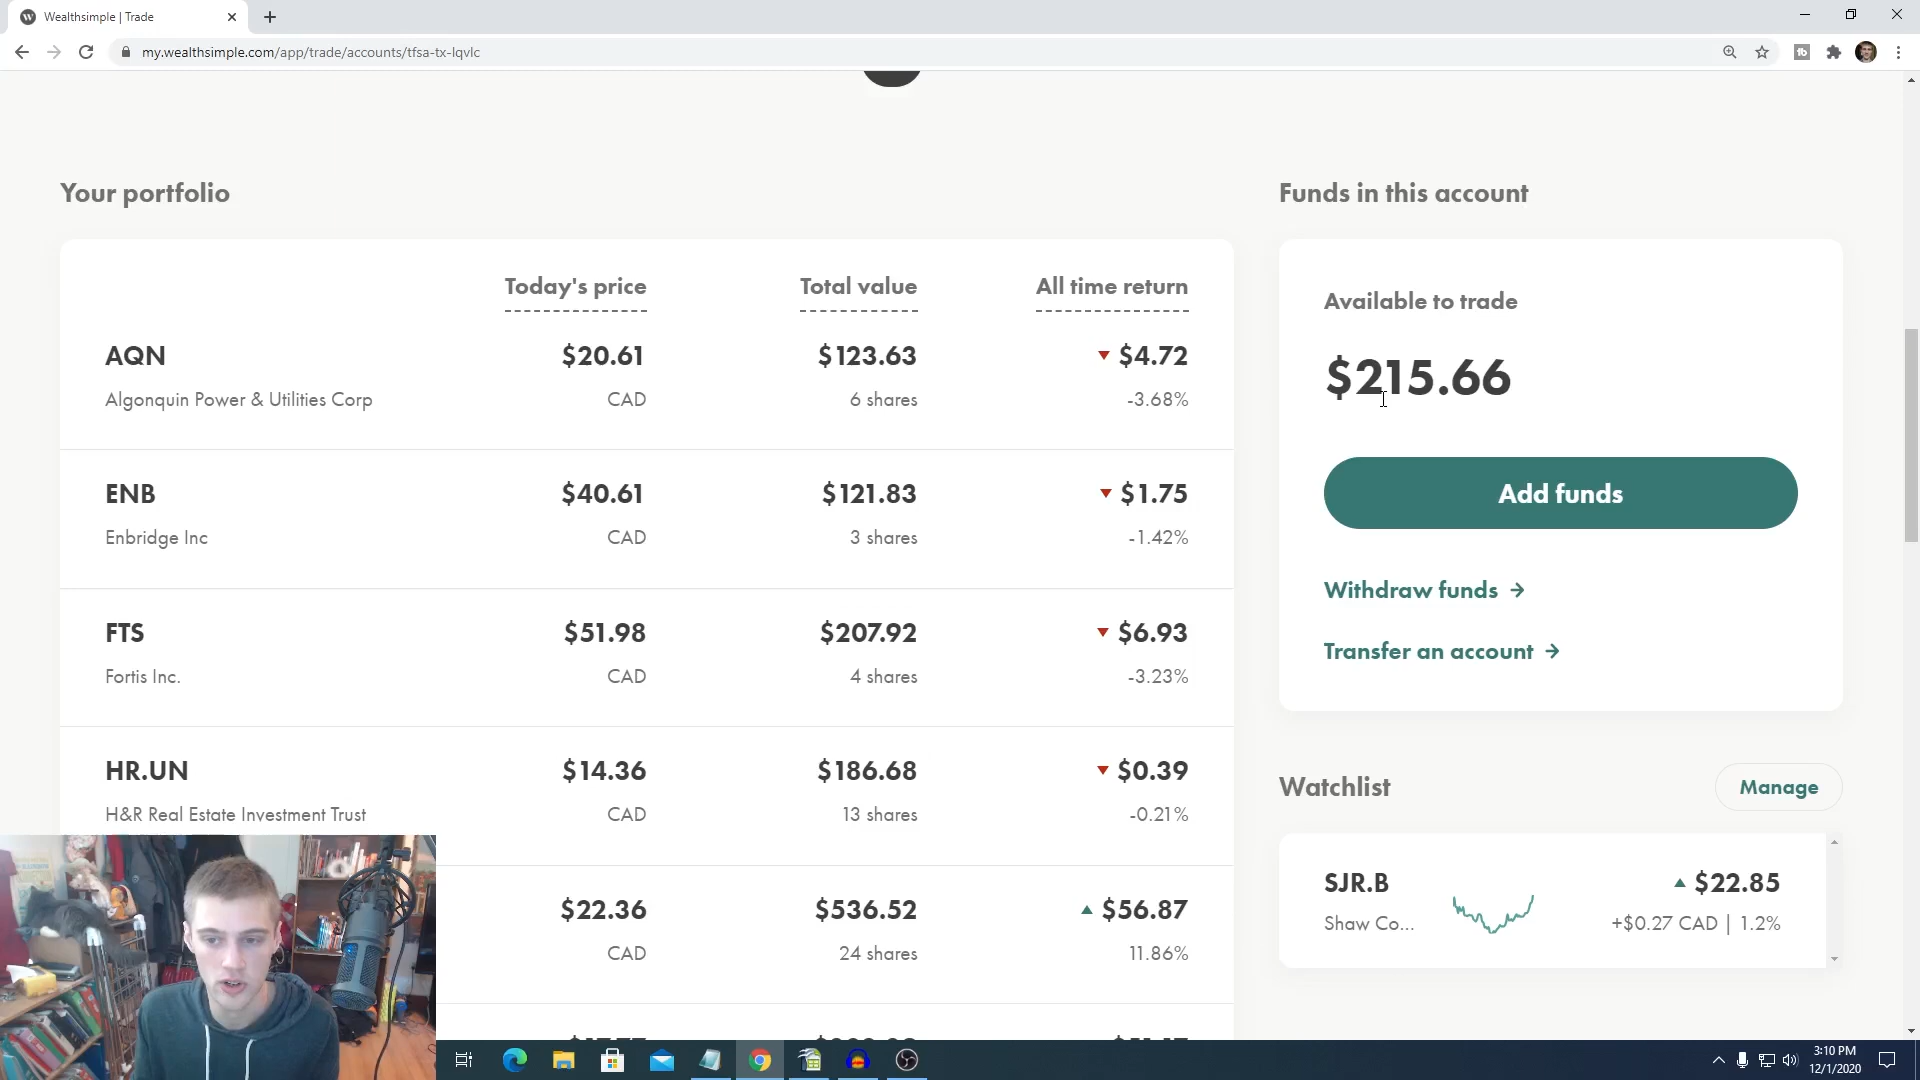 Wealthsimple | Trade
my.wealthsimple.com/app/trade/accounts/tfsa-tx-lqvlc
Your portfolio
Today's price Total value All time return
AQN $20.61 $123.63 $4.72
Algonquin Power & Utilities Corp CAD 6 shares -3.68%
ENB $40.61 $121.83 $1.75
Enbridge Inc CAD 3 shares -1.42%
FTS $51.98 $207.92 $6.93
Fortis Inc. CAD 4 shares -3.23%
HR.UN $14.36 $186.68 $0.39
H&R Real Estate Investment Trust CAD 13 shares -0.21%
$22.36 $536.52 $56.87
CAD 24 shares 11.86%
Funds in this account
Available to trade
$215.66
Add funds
Withdraw funds →
Transfer an account →
Watchlist Manage
SJR.B $22.85
Shaw Co... +$0.27 CAD | 1.2%
3:10 PM
12/1/2020